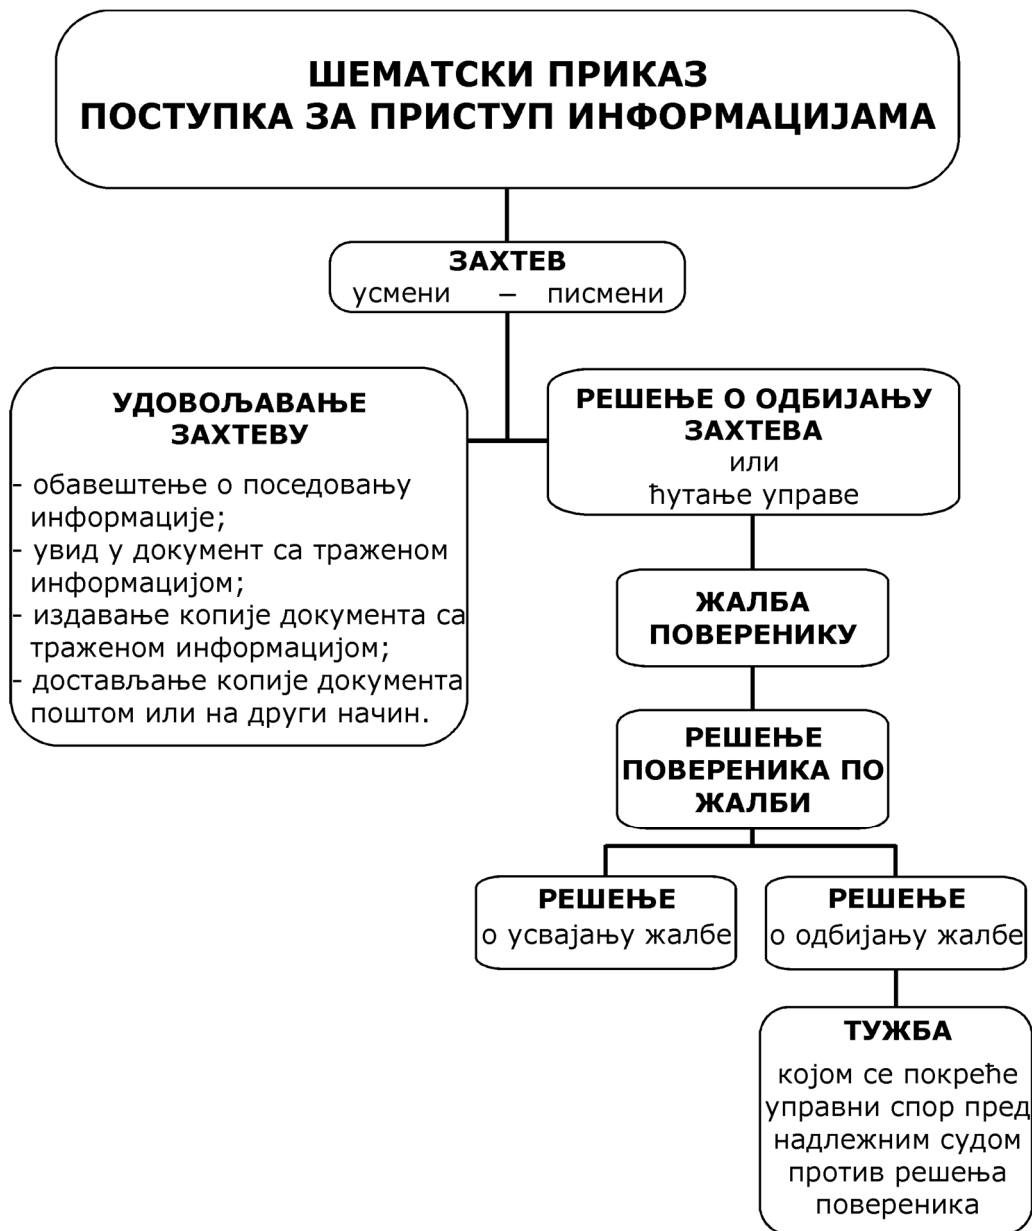 ШЕМАТСКИ ПРИКАЗ
ПОСТУПКА ЗА ПРИСТУП ИНФОРМАЦИЈАМА
ЗАХТЕВ
усмени – писмени
УДОВОЉАВАЊЕ
ЗАХТЕВУ
- обавештење о поседовању
информације;
- увид у документ са траженом
информацијом;
- издавање копије документа са
траженом информацијом;
- достављање копије документа
поштом или на други начин.
РЕШЕЊЕ О ОДБИЈАЊУ
ЗАХТЕВА
или
ћутање управе
ЖАЛБА
ПОВЕРЕНИКУ
РЕШЕЊЕ
ПОВЕРЕНИКА ПО
ЖАЛБИ
РЕШЕЊЕ
о усвајању жалбе
РЕШЕЊЕ
о одбијању жалбе
ТУЖБА
којом се покреће
управни спор пред
надлежним судом
против решења
повереника